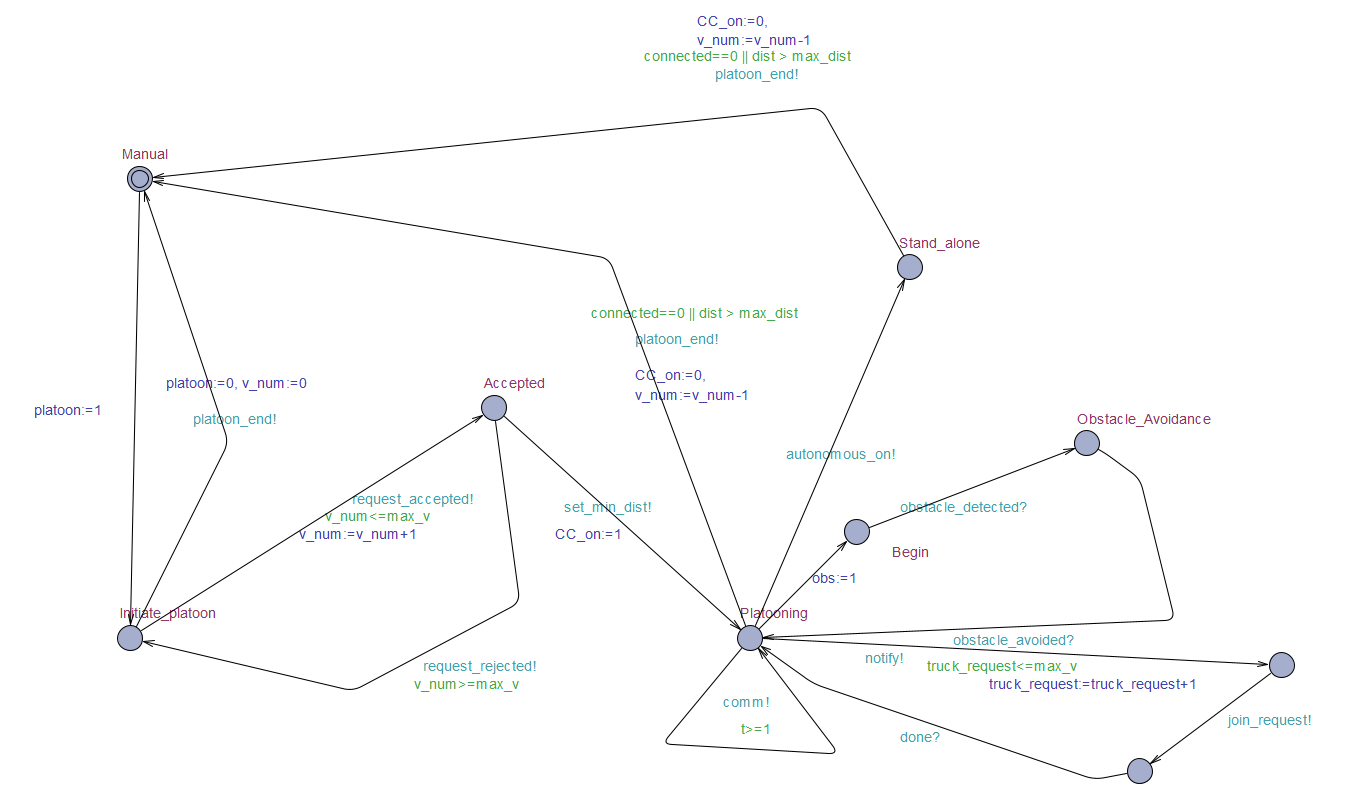 CC_on:=0,
v_num:=v_num-1
connected==0 || dist > max_dist
platoon_end!
Manual
Stand_alone
connected==0 || dist > max_dist
platoon_end!
CC_on:=0,
v_num:=v_num-1
platoon:=0, v_num:=0
platoon_end!
platoon:=1
Accepted
Obstacle_Avoidance
autonomous_on!
request_accepted!
v_num<=max_v
v_num:=v_num+1
set_min_dist!
CC_on:=1
obstacle_detected?
Begin
obs:=1
Initiate_platoon
Platooning
obstacle_avoided?
notify!
truck_request<=max_v
truck_request:=truck_request+1
request_rejected!
v_num>=max_v
comm!
t>=1
done?
join_request!